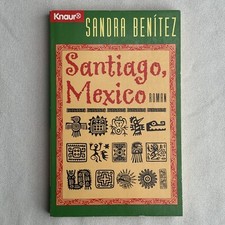 Knaur®
SANDRA BENÍTEZ
Santiago,
Mexico
ROMAN